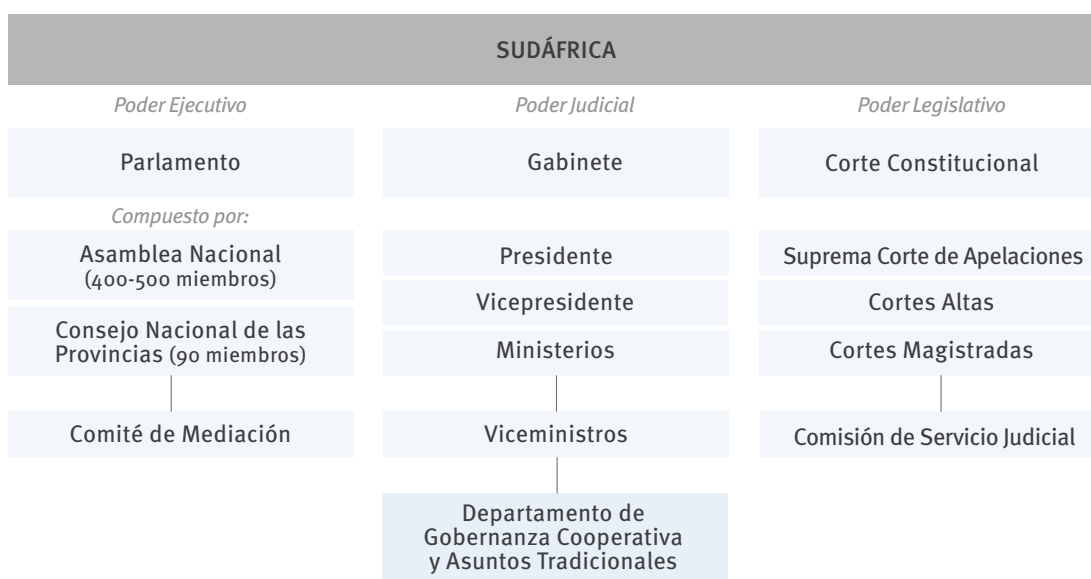 SUDÁFRICA
Poder Ejecutivo
Parlamento
Compuesto por:
Asamblea Nacional
(400-500 miembros)
Consejo Nacional de las
Provincias (90 miembros)
Comité de Mediación
Poder Judicial
Gabinete
Presidente
Vicepresidente
Ministerios
Viceministros
Departamento de
Gobernanza Cooperativa
y Asuntos Tradicionales
Poder Legislativo
Corte Constitucional
Suprema Corte de Apelaciones
Cortes Altas
Cortes Magistradas
Comisión de Servicio Judicial